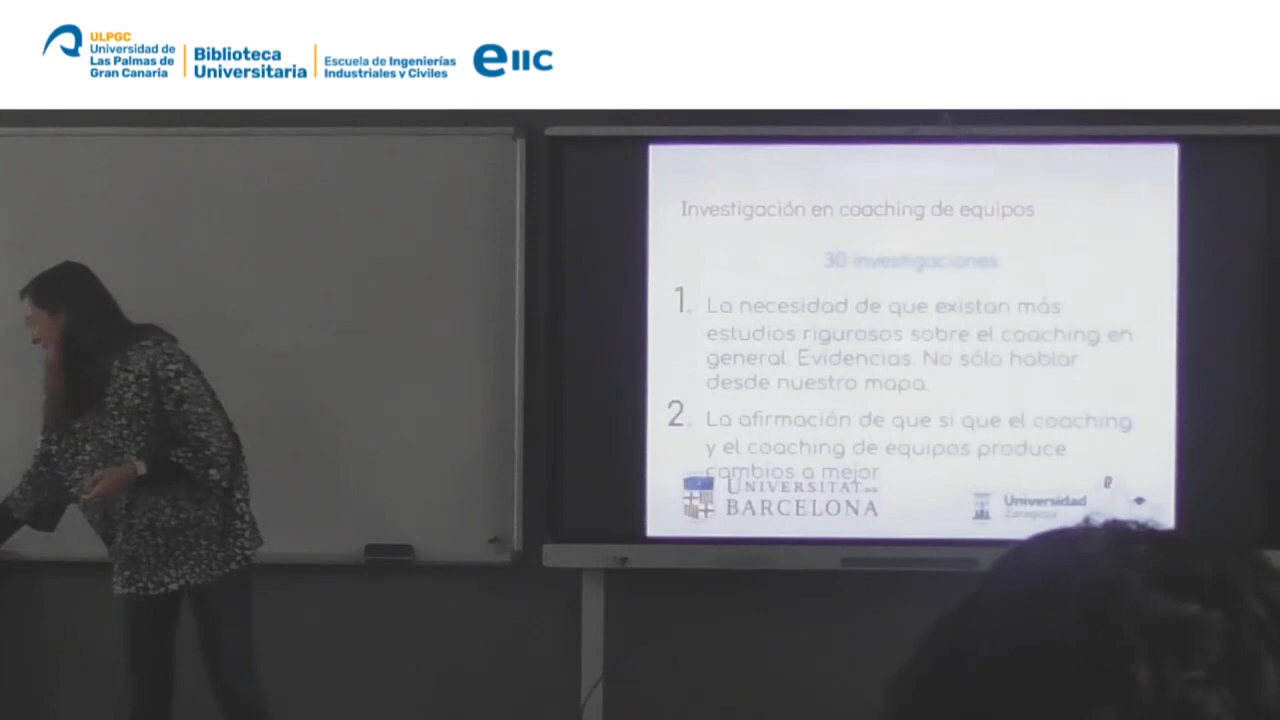 ULPGC
Universidad de
Las Palmas de
Gran Canaria
Biblioteca
Universitaria
Escuela de Ingenierías
Industriales y Civiles
eIIC
Investigación en coaching de equipos
30 investigaciones
1. La necesidad de que existan más
estudios rigurosos sobre el coaching en
general. Evidencias. No sólo hablar
desde nuestro mapa.
2. La afirmación de que sí que el coaching
y el coaching de equipos produce
cambios a mejor
UNIVERSITAT DE
BARCELONA
Universidad
Zaragoza